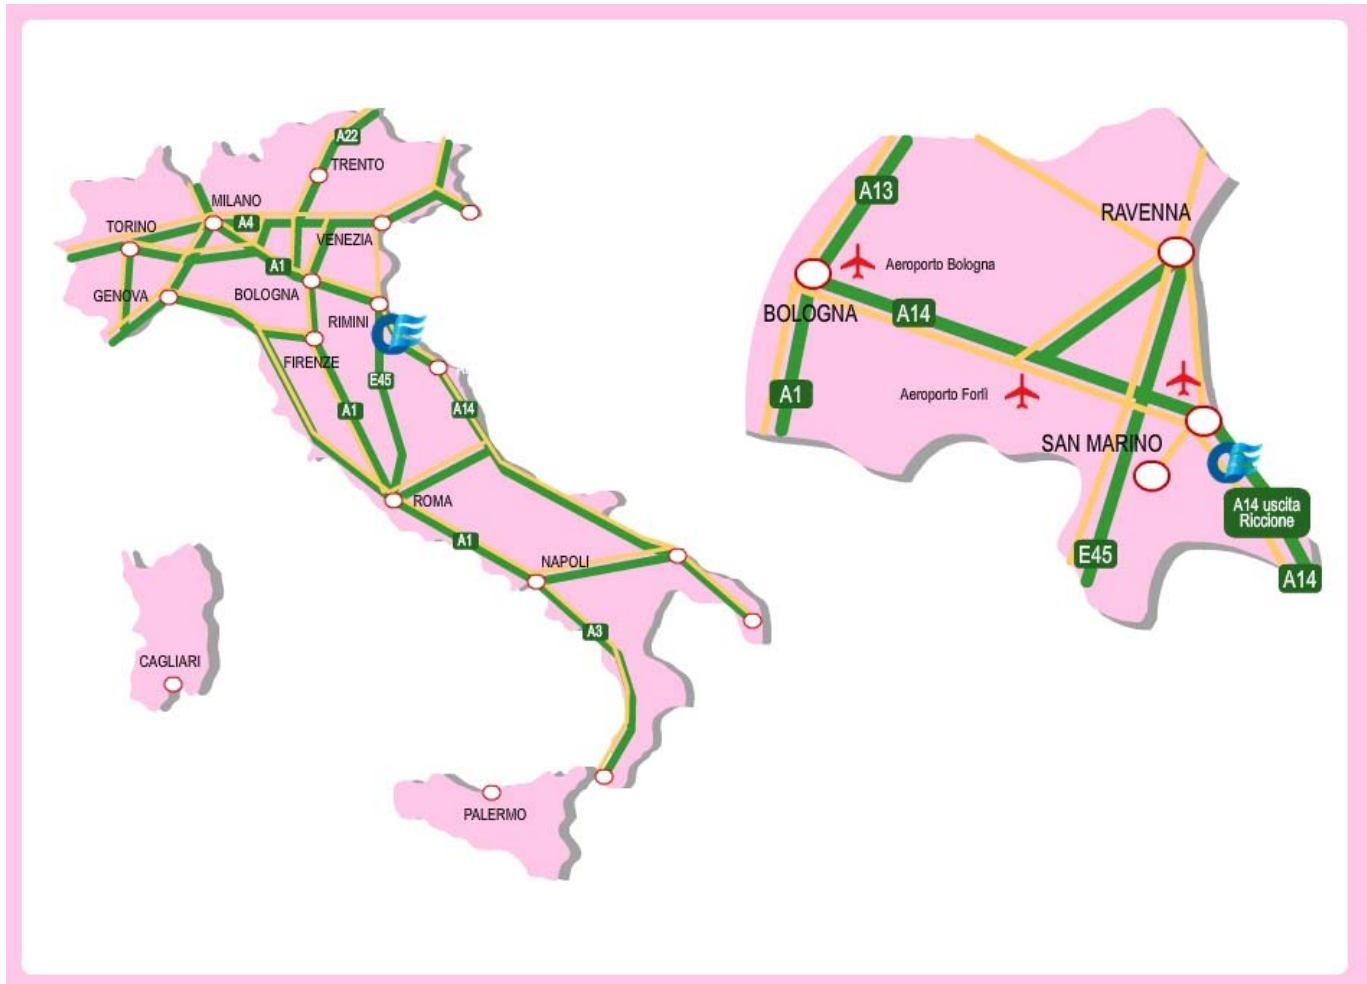 A22
TRENTO
MILANO
A4
TORINO
VENEZIA
A1
GENOVA
BOLOGNA
RIMINI
FIRENZE
E45
A1
A14
ROMA
A1
NAPOLI
A3
CAGLIARI
PALERMO
A13
RAVENNA
Aeroporto Bologna
BOLOGNA
A14
A1
Aeroporto Forlì
SAN MARINO
A14 uscita
Riccione
E45
A14